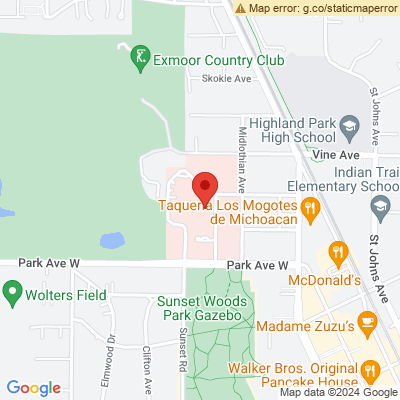 Map error: g.co/staticmaperror
Exmoor Country Club
Skokie Ave
St Johns Ave
Highland Park
High School
Midlothian Ave
Vine Ave
Indian Trai
Elementary Schoo
Taqueria Los Mogotes
de Michoacan
St Johns Ave
Park Ave W
Park Ave W
McDonald's
Wolters Field
Sunset Woods
Park Gazebo
Madame Zuzu's
Elmwood Dr
Clifton Ave
Sunset Rd
Walker Bros. Original
Pancake House
Google
Map data ©2024 Google